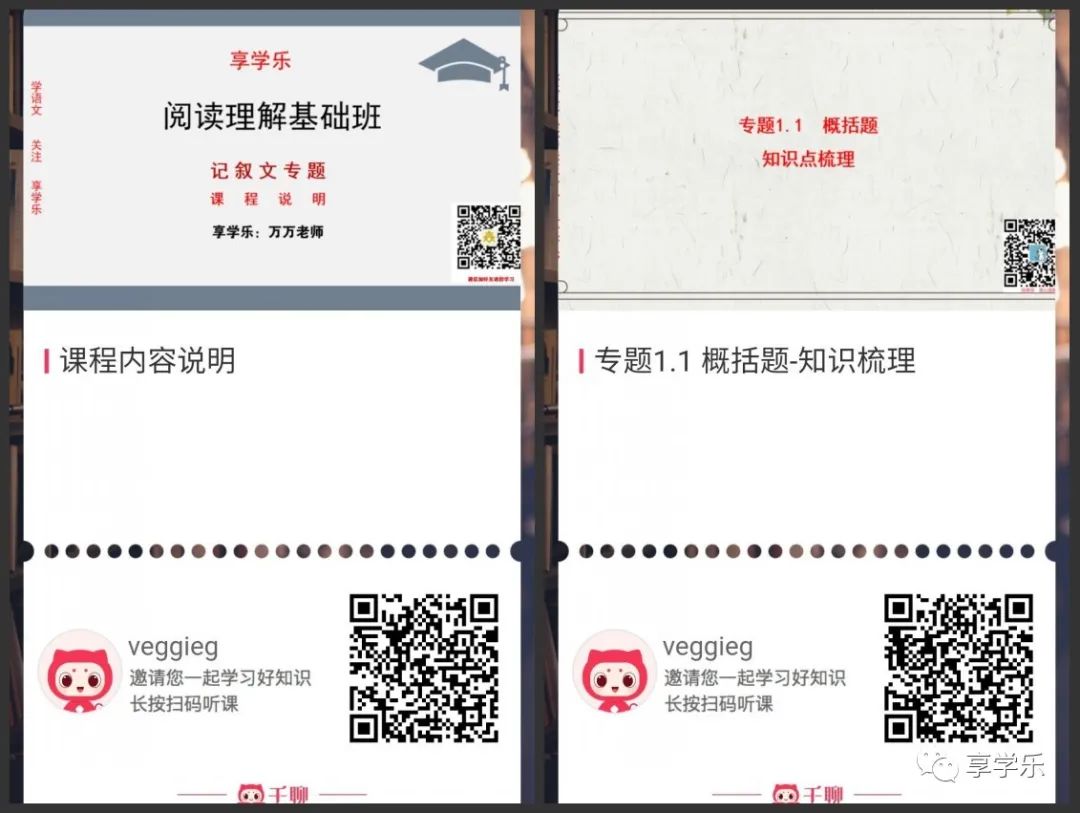 享学乐
学语文
关注
享学乐
阅读理解基础班
记叙文专题
课程说明
享学乐：万万老师
课程内容说明
veggieg
邀请您一起学习好知识
长按扫码听课
千聊
专题1.1 概括题
知识点梳理
专题1.1 概括题-知识梳理
veggieg
邀请您一起学习好知识
长按扫码听课
千聊
享学乐